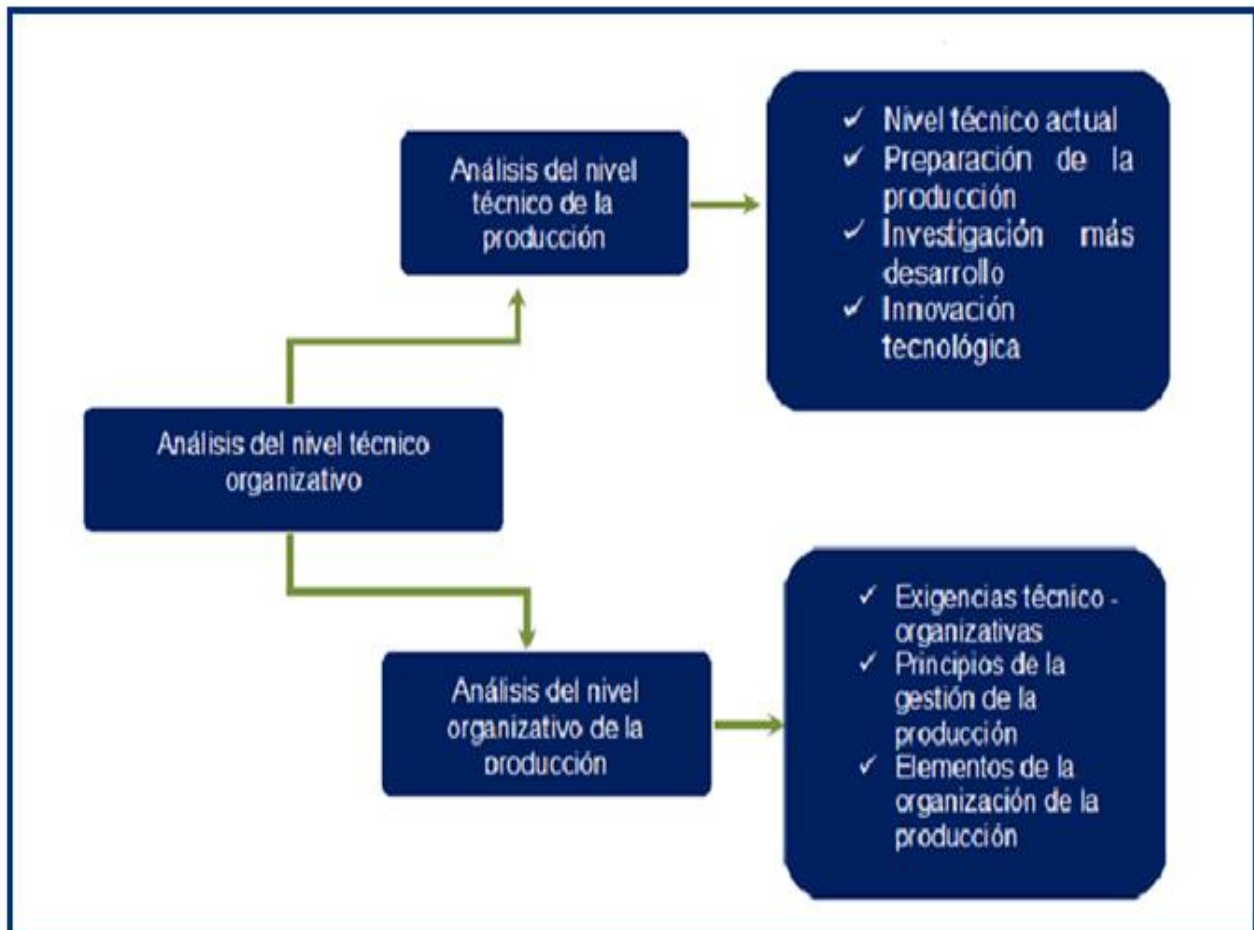 Análisis del nivel
técnico de la
producción
✓ Nivel técnico actual
✓ Preparación de la
producción
✓ Investigación más
desarrollo
✓ Innovación
tecnológica
Análisis del nivel técnico
organizativo
Análisis del nivel
organizativo de la
producción
✓ Exigencias técnico -
organizativas
✓ Principios de la
gestión de la
producción
✓ Elementos de la
organización de la
producción